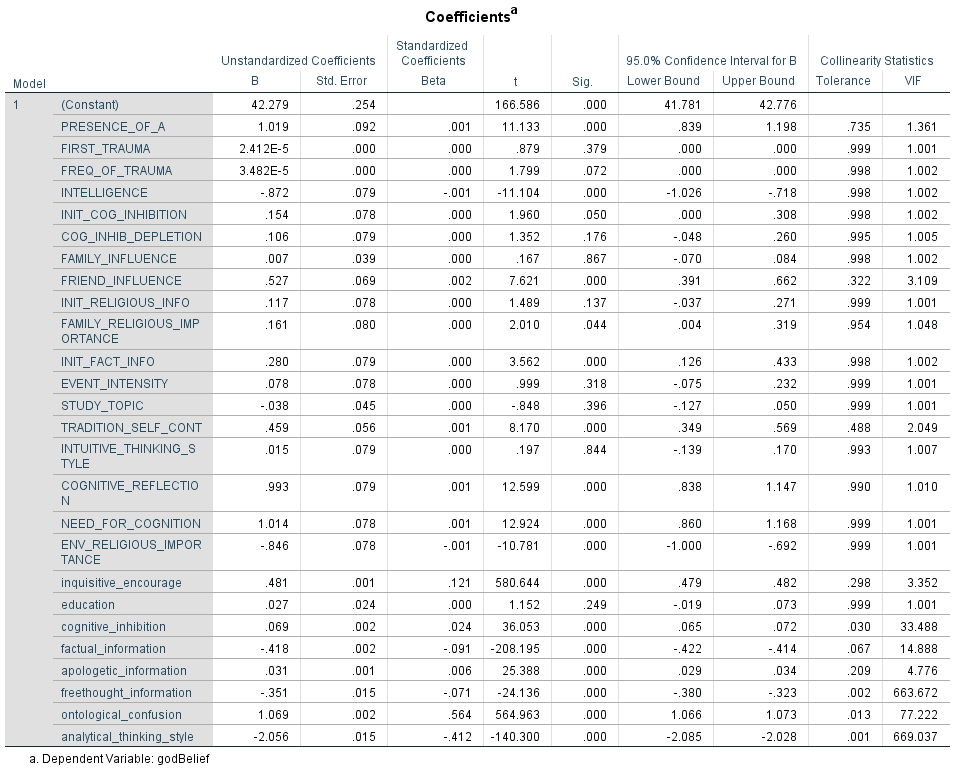 Coefficientsa
Standardized
Unstandardized Coefficients Coefficients 95.0% Confidence Interval for B Collinearity Statistics
Model B Std. Error Beta t Sig. Lower Bound Upper Bound Tolerance VIF
1 (Constant) 42.279 .254 166.586 .000 41.781 42.776
PRESENCE_OF_A 1.019 .092 .001 11.133 .000 .839 1.198 .735 1.361
FIRST_TRAUMA 2.412E-5 .000 .000 .879 .379 .000 .000 .999 1.001
FREQ_OF_TRAUMA 3.482E-5 .000 .000 1.799 .072 .000 .000 .998 1.002
INTELLIGENCE -.872 .079 -.001 -11.104 .000 -1.026 -.718 .998 1.002
INIT_COG_INHIBITION .154 .078 .000 1.960 .050 .000 .308 .998 1.002
COG_INHIB_DEPLETION .106 .079 .000 1.352 .176 -.048 .260 .995 1.005
FAMILY_INFLUENCE .007 .039 .000 .167 .867 -.070 .084 .998 1.002
FRIEND_INFLUENCE .527 .069 .002 7.621 .000 .391 .662 .322 3.109
INIT_RELIGIOUS_INFO .117 .078 .000 1.489 .137 -.037 .271 .999 1.001
FAMILY_RELIGIOUS_IMP
ORTANCE .161 .080 .000 2.010 .044 .004 .319 .954 1.048
INIT_FACT_INFO .280 .079 .000 3.562 .000 .126 .433 .998 1.002
EVENT_INTENSITY .078 .078 .000 .999 .318 -.075 .232 .999 1.001
STUDY_TOPIC -.038 .045 .000 -.848 .396 -.127 .050 .999 1.001
TRADITION_SELF_CONT .459 .056 .001 8.170 .000 .349 .569 .488 2.049
INTUITIVE_THINKING_S
TYLE .015 .079 .000 .197 .844 -.139 .170 .993 1.007
COGNITIVE_REFLECTIO
N .993 .079 .001 12.599 .000 .838 1.147 .990 1.010
NEED_FOR_COGNITION 1.014 .078 .001 12.924 .000 .860 1.168 .999 1.001
ENV_RELIGIOUS_IMPOR
TANCE -.846 .078 -.001 -10.781 .000 -1.000 -.692 .999 1.001
inquisitive_encourage .481 .001 .121 580.644 .000 .479 .482 .298 3.352
education .027 .024 .000 1.152 .249 -.019 .073 .999 1.001
cognitive_inhibition .069 .002 .024 36.053 .000 .065 .072 .030 33.488
factual_information -.418 .002 -.091 -208.195 .000 -.422 -.414 .067 14.888
apologetic_information .031 .001 .006 25.388 .000 .029 .034 .209 4.776
freethought_information -.351 .015 -.071 -24.136 .000 -.380 -.323 .002 663.672
ontological_confusion 1.069 .002 .564 564.963 .000 1.066 1.073 .013 77.222
analytical_thinking_style -2.056 .015 -.412 -140.300 .000 -2.085 -2.028 .001 669.037
a. Dependent Variable: godBelief